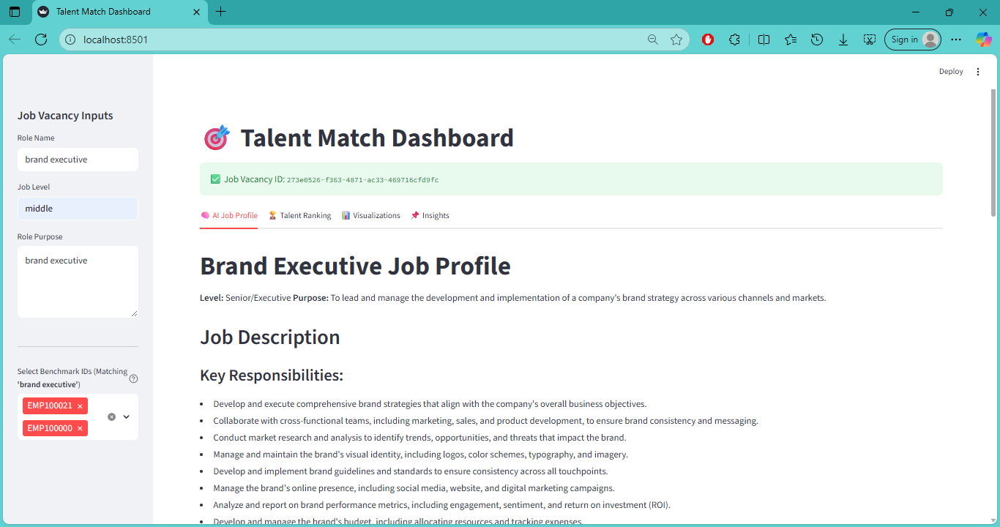 Talent Match Dashboard
localhost:8501
Sign in
Deploy
Job Vacancy Inputs
Role Name
brand executive
Job Level
middle
Role Purpose
brand executive
Select Benchmark IDs (Matching
'brand executive')
EMP100021
EMP100000
Talent Match Dashboard
Job Vacancy ID: 273e0526-f363-4871-ac33-469716cfd9fc
AI Job Profile Talent Ranking Visualizations Insights
Brand Executive Job Profile
Level: Senior/Executive Purpose: To lead and manage the development and implementation of a company's brand strategy across various channels and markets.
Job Description
Key Responsibilities:
• Develop and execute comprehensive brand strategies that align with the company's overall business objectives.
• Collaborate with cross-functional teams, including marketing, sales, and product development, to ensure brand consistency and messaging.
• Conduct market research and analysis to identify trends, opportunities, and threats that impact the brand.
• Manage and maintain the brand's visual identity, including logos, color schemes, typography, and imagery.
• Develop and implement brand guidelines and standards to ensure consistency across all touchpoints.
• Manage the brand's online presence, including social media, website, and digital marketing campaigns.
• Analyze and report on brand performance metrics, including engagement, sentiment, and return on investment (ROI).
• Develop and manage the brand's budget, including allocating resources and tracking expenses.